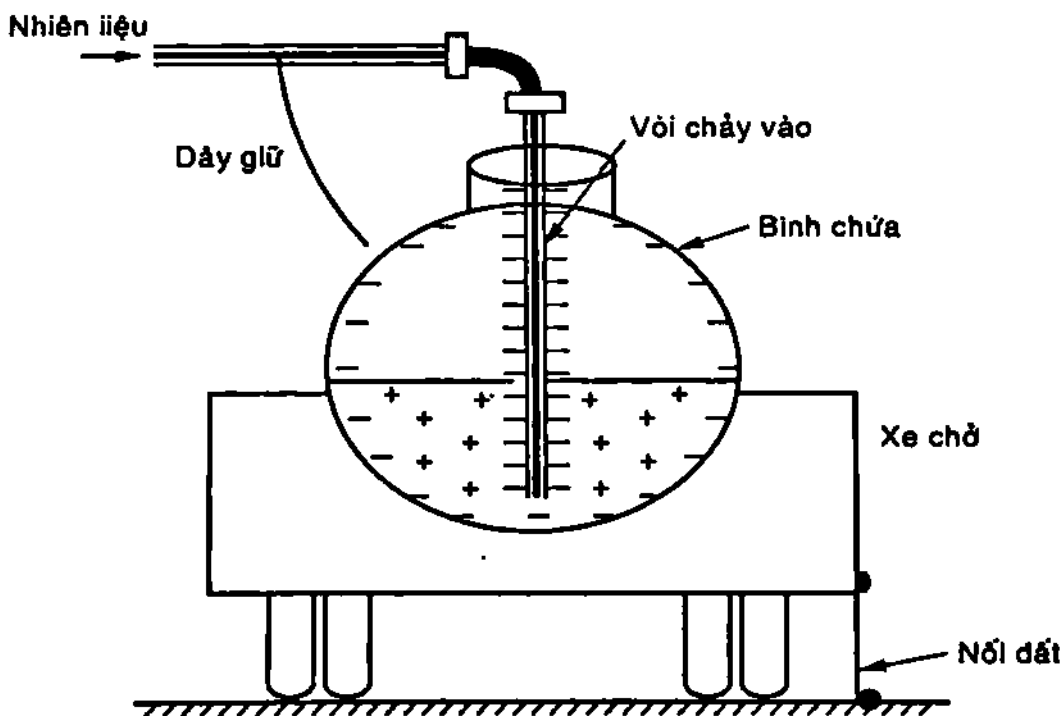 Nhiên iiệu
Vòi chảy vào
Dây giữ
Bình chứa
Xe chở
Nối đất